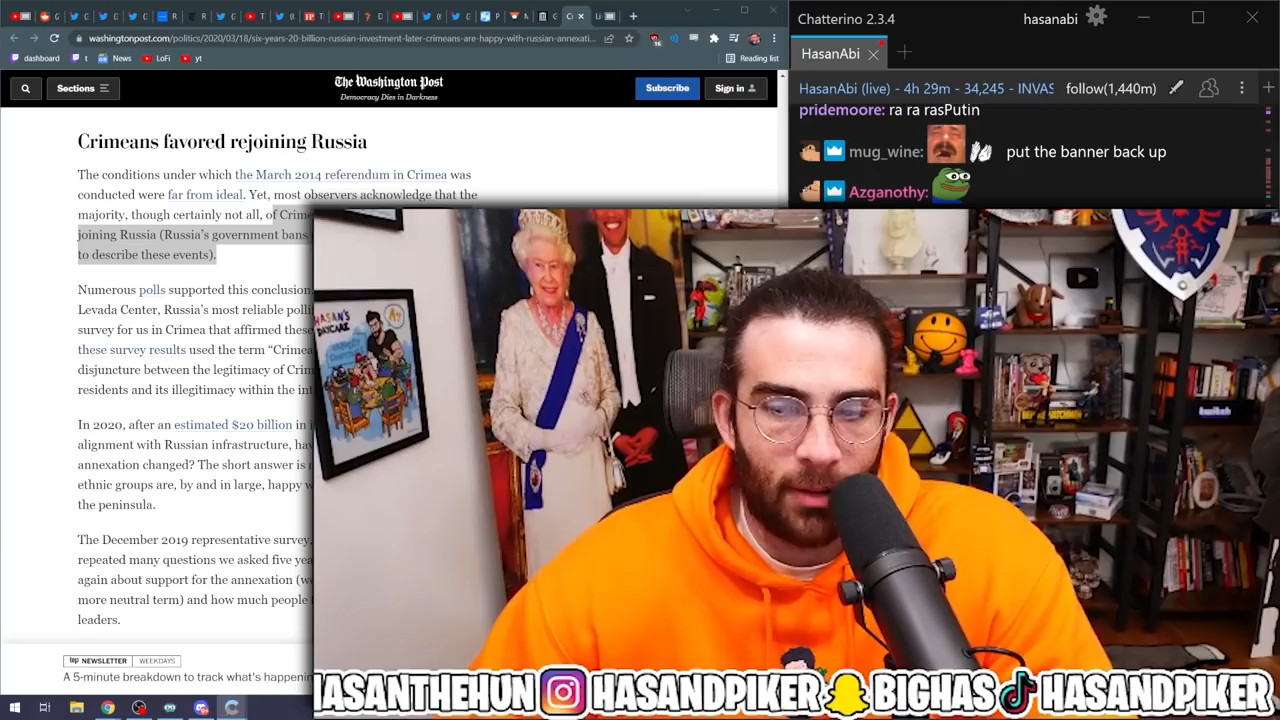 washingtonpost.com/politics/2020/03/18/six-years-20-billion-russian-investment-later-crimeans-are-happy-with-russian-annexati...
dashboard
t
News
LoFi
yt
Reading list
Sections
The Washington Post
Democracy Dies in Darkness
Subscribe
Sign in
Crimeans favored rejoining Russia
The conditions under which the March 2014 referendum in Crimea was
conducted were far from ideal. Yet, most observers acknowledge that the
majority, though certainly not all, of Crime
joining Russia (Russia's government bans
to describe these events).
Numerous polls supported this conclusion
Levada Center, Russia's most reliable polli
survey for us in Crimea that affirmed these
these survey results used the term "Crimea
disjuncture between the legitimacy of Crim
residents and its illegitimacy within the int
In 2020, after an estimated $20 billion in i
alignment with Russian infrastructure, hav
annexation changed? The short answer is n
ethnic groups are, by and in large, happy w
the peninsula.
The December 2019 representative survey,
repeated many questions we asked five yea
again about support for the annexation (we
more neutral term) and how much people t
leaders.
wp NEWSLETTER WEEKDAYS
A 5-minute breakdown to track what's happenin
Chatterino 2.3.4
hasanabi
HasanAbi
HasanAbi (live) - 4h 29m - 34,245 - INVAS
follow(1,440m)
pridemoore: ra ra rasPutin
mug_wine: put the banner back up
Azganothy:
HASAN'S
DAYCARE
A+
twitch
HASANTHEHUN HASANDPIKER BIGHAS HASANDPIKER